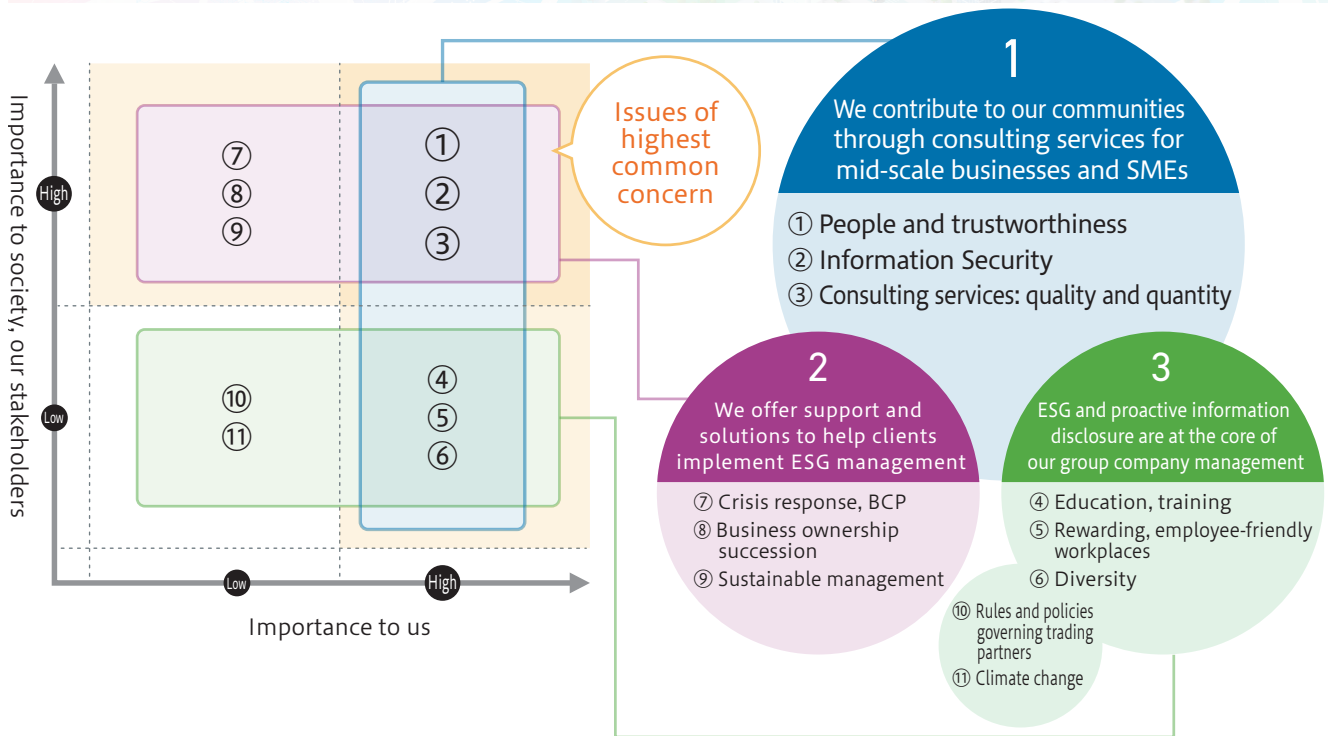 Importance to society, our stakeholders
High
Low
⑦
⑧
⑨
①
②
③
⑩
⑪
④
⑤
⑥
Low
High
Importance to us
Issues of
highest
common
concern
1
We contribute to our communities
through consulting services for
mid-scale businesses and SMEs
① People and trustworthiness
② Information Security
③ Consulting services: quality and quantity
2
We offer support and
solutions to help clients
implement ESG management
⑦ Crisis response, BCP
⑧ Business ownership
succession
⑨ Sustainable management
3
ESG and proactive information
disclosure are at the core of
our group company management
④ Education, training
⑤ Rewarding, employee-friendly
workplaces
⑥ Diversity
⑩ Rules and policies
governing trading
partners
⑪ Climate change